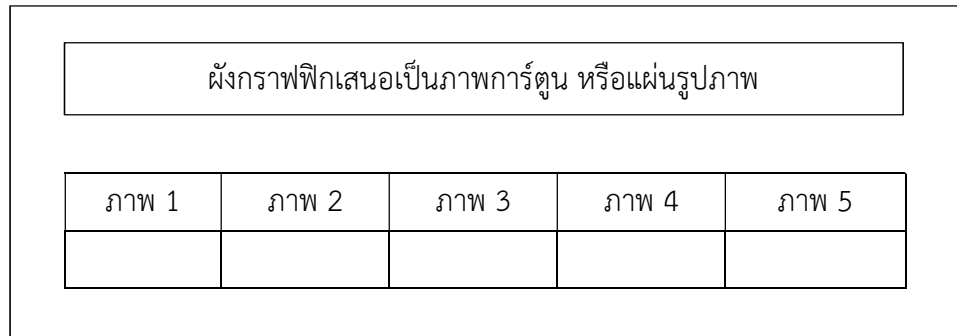 ผังกราฟฟิกเสนอเป็นภาพการ์ตูน หรือแผ่นรูปภาพ
ภาพ 1 ภาพ 2 ภาพ 3 ภาพ 4 ภาพ 5